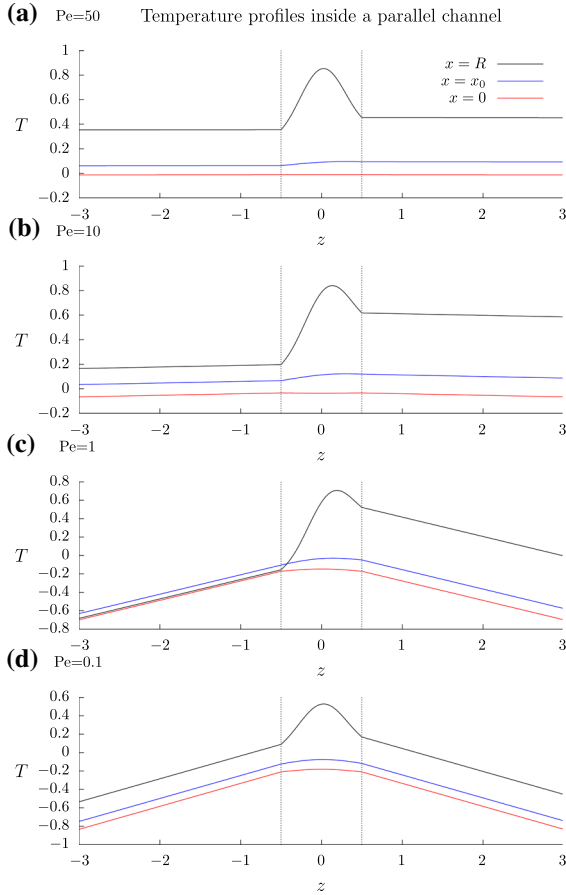 (a) Pe=50 Temperature profiles inside a parallel channel
1
0.8
0.6
0.4
0.2
0
−0.2
T
x = R
x = x₀
x = 0
−3 −2 −1 0 1 2 3
z
(b) Pe=10
1
0.8
0.6
0.4
0.2
0
−0.2
T
−3 −2 −1 0 1 2 3
z
(c) Pe=1
0.8
0.6
0.4
0.2
0
−0.2
−0.4
−0.6
−0.8
T
−3 −2 −1 0 1 2 3
z
(d) Pe=0.1
0.6
0.4
0.2
0
−0.2
−0.4
−0.6
−0.8
−1
T
−3 −2 −1 0 1 2 3
z